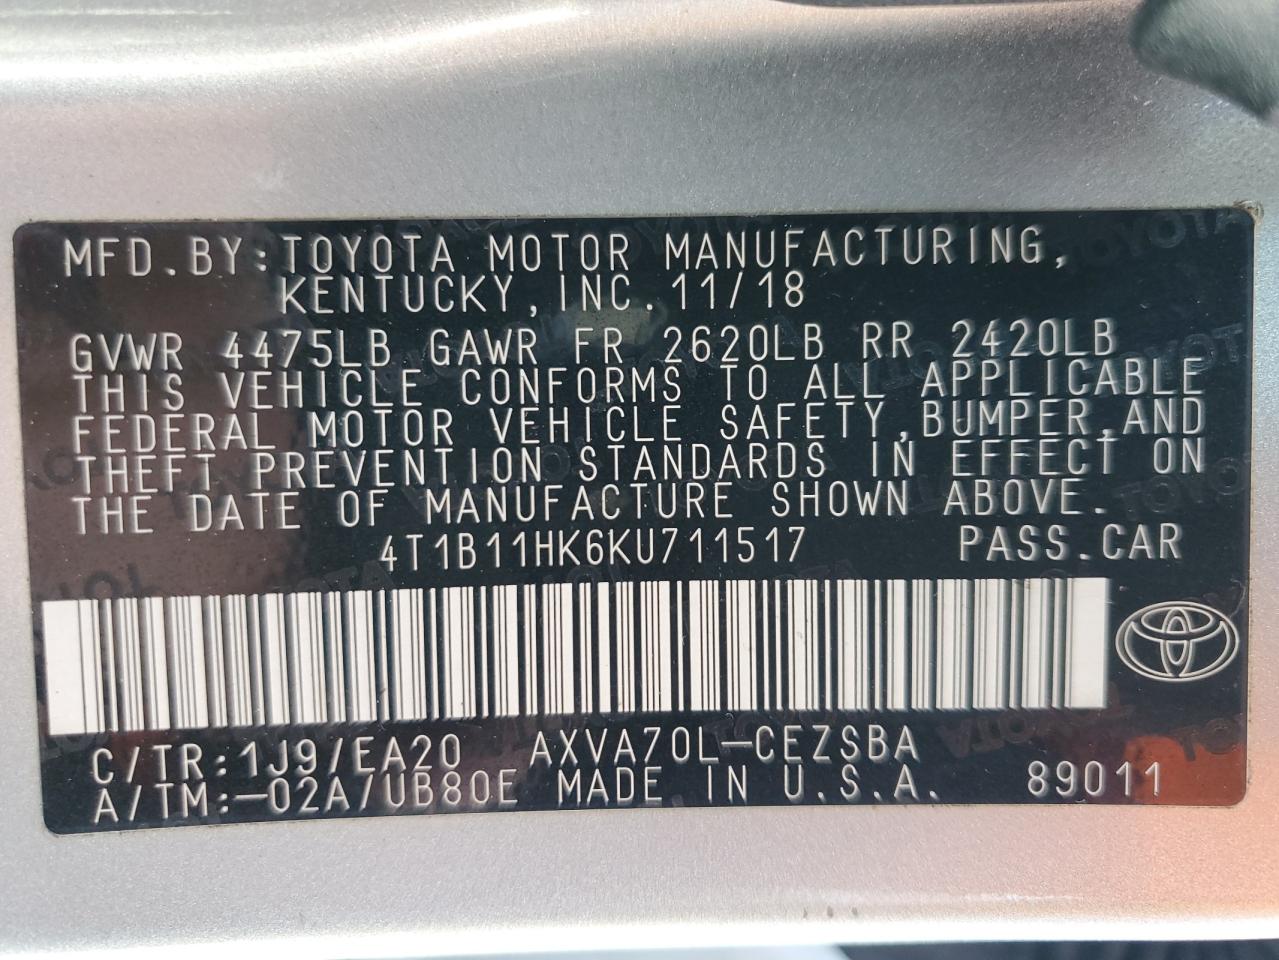 MFD.BY:TOYOTA MOTOR MANUFACTURING,
KENTUCKY,INC. 11/18
GVWR 4475LB GAWR FR 2620LB RR 2420LB
THIS VEHICLE CONFORMS TO ALL APPLICABLE
FEDERAL MOTOR VEHICLE SAFETY,BUMPER,AND
THEFT PREVENTION STANDARDS IN EFFECT ON
THE DATE OF MANUFACTURE SHOWN ABOVE.
4T1B11HK6KU711517 PASS.CAR
C/TR:1J9/EA20 AXVA70L-CEZSBA
A/TM:-02A/UB80E MADE IN U.S.A. 89011